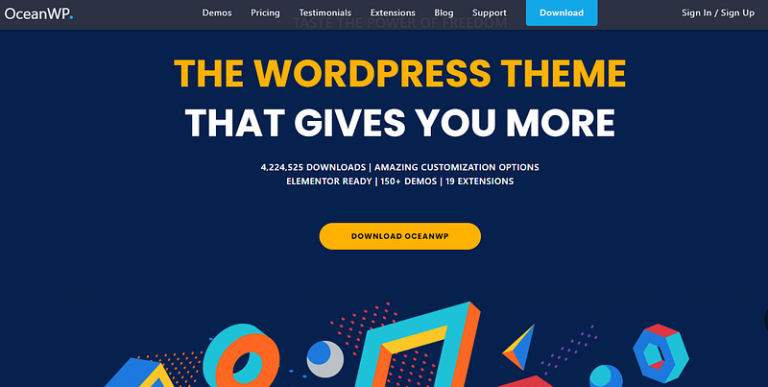 OceanWP.
Demos Pricing Testimonials Extensions Blog Support Download Sign In / Sign Up
TASTE THE POWER OF FREEDOM
THE WORDPRESS THEME
THAT GIVES YOU MORE
4,224,525 DOWNLOADS | AMAZING CUSTOMIZATION OPTIONS
ELEMENTOR READY | 150+ DEMOS | 19 EXTENSIONS
DOWNLOAD OCEANWP